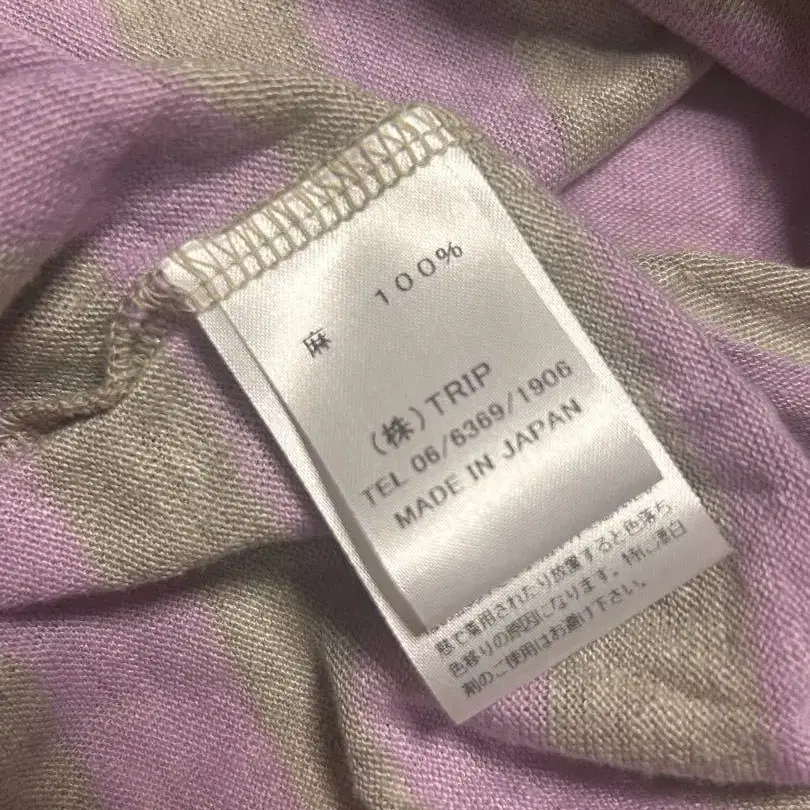 麻 100%
(株)TRIP
TEL 06/6369/1906
MADE IN JAPAN
態で着用されたり放置すると色落ち
色移りの原因になります。特に漂白
剤のご使用はお避け下さい。